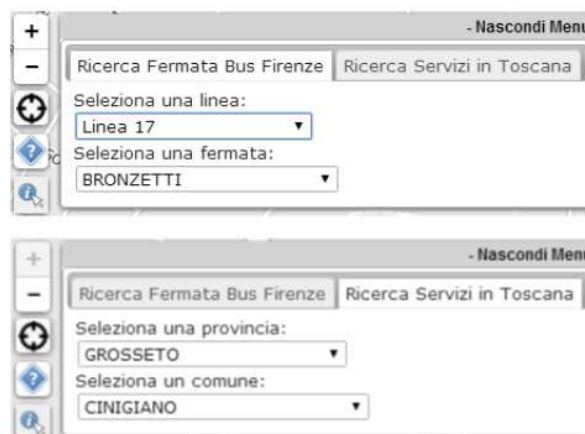 +
- Nascondi Menu
−
Ricerca Fermata Bus Firenze Ricerca Servizi in Toscana
Seleziona una linea:
Linea 17
Seleziona una fermata:
BRONZETTI
?
i
+
- Nascondi Menu
−
Ricerca Fermata Bus Firenze Ricerca Servizi in Toscana
Seleziona una provincia:
GROSSETO
Seleziona un comune:
CINIGIANO
?
i